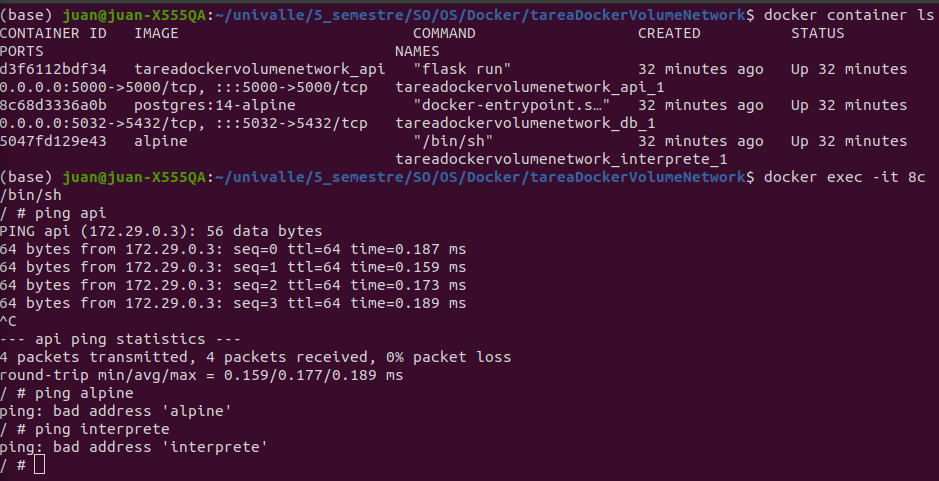 (base) juan@juan-X555QA:~/univalle/5_semestre/SO/OS/Docker/tareaDockerVolumeNetwork$ docker container ls
CONTAINER ID   IMAGE                         COMMAND                  CREATED          STATUS
PORTS                                       NAMES
d3f6112bdf34   tareadockervolumenetwork_api   "flask run"              32 minutes ago   Up 32 minutes
0.0.0.0:5000->5000/tcp, :::5000->5000/tcp   tareadockervolumenetwork_api_1
8c68d3336a0b   postgres:14-alpine             "docker-entrypoint.s…"   32 minutes ago   Up 32 minutes
0.0.0.0:5032->5432/tcp, :::5032->5432/tcp   tareadockervolumenetwork_db_1
5047fd129e43   alpine                         "/bin/sh"                32 minutes ago   Up 32 minutes
tareadockervolumenetwork_interprete_1
(base) juan@juan-X555QA:~/univalle/5_semestre/SO/OS/Docker/tareaDockerVolumeNetwork$ docker exec -it 8c
/bin/sh
/ # ping api
PING api (172.29.0.3): 56 data bytes
64 bytes from 172.29.0.3: seq=0 ttl=64 time=0.187 ms
64 bytes from 172.29.0.3: seq=1 ttl=64 time=0.159 ms
64 bytes from 172.29.0.3: seq=2 ttl=64 time=0.173 ms
64 bytes from 172.29.0.3: seq=3 ttl=64 time=0.189 ms
^C
--- api ping statistics ---
4 packets transmitted, 4 packets received, 0% packet loss
round-trip min/avg/max = 0.159/0.177/0.189 ms
/ # ping alpine
ping: bad address 'alpine'
/ # ping interprete
ping: bad address 'interprete'
/ #